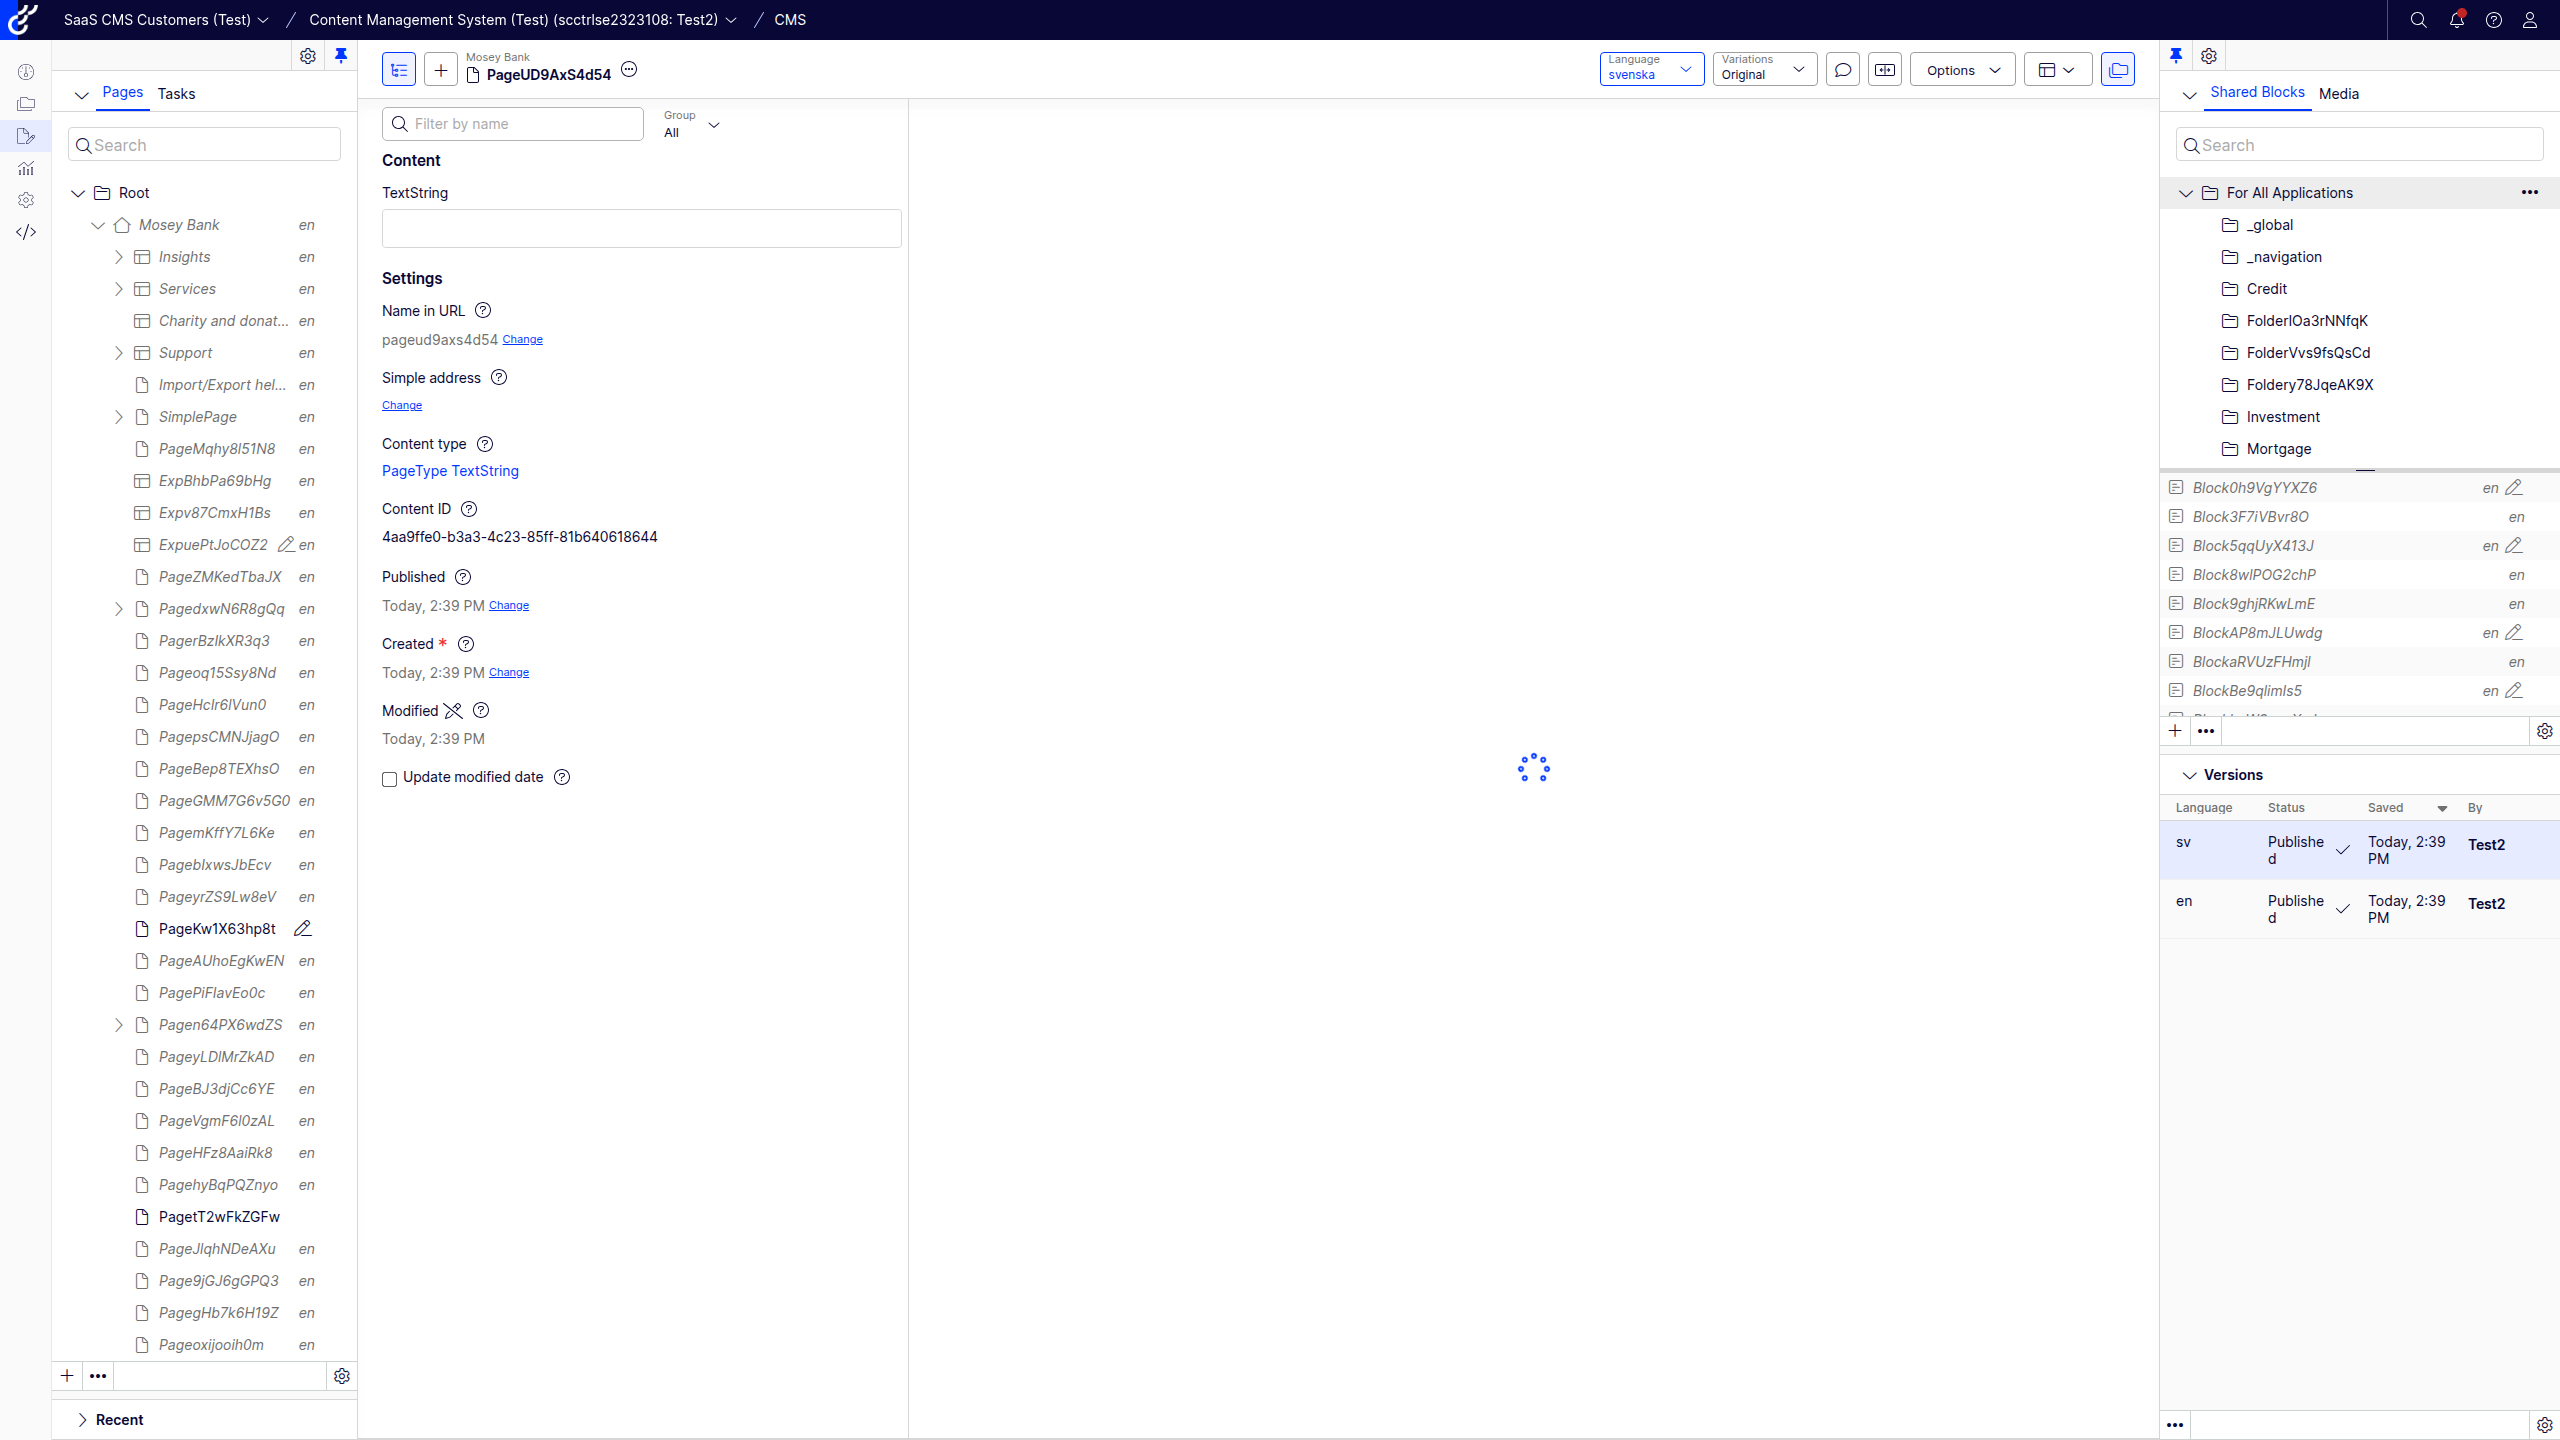 SaaS CMS Customers (Test) / Content Management System (Test) (scctrlse2323108: Test2) / CMS
Pages Tasks
Search
Root
Mosey Bank en
Insights en
Services en
Charity and donat... en
Support en
Import/Export hel... en
SimplePage en
PageMqhy8l51N8 en
ExpBhbPa69bHg en
Expv87CmxH1Bs en
ExpuePtJoCOZ2 en
PageZMKedTbaJX en
PagedxwN6R8gQq en
PagerBzlkXR3q3 en
Pageoq15Ssy8Nd en
PageHclr6lVun0 en
PagepsCMNJjagO en
PageBep8TEXhsO en
PageGMM7G6v5G0 en
PagemKffY7L6Ke en
PageblxwsJbEcv en
PageyrZS9Lw8eV en
PageKw1X63hp8t
PageAUhoEgKwEN en
PagePiFlavEo0c en
Pagen64PX6wdZS en
PageyLDlMrZkAD en
PageBJ3djCc6YE en
PageVgmF6l0zAL en
PageHFz8AaiRk8 en
PagehyBqPQZnyo en
PagetT2wFkZGFw
PageJlqhNDeAXu en
Page9jGJ6gGPQ3 en
PagegHb7k6H19Z en
Pageoxijooih0m en
Recent
Mosey Bank
PageUD9AxS4d54
Language
svenska
Variations
Original
Options
Filter by name
Group
All
Content
TextString
Settings
Name in URL
pageud9axs4d54 Change
Simple address
Change
Content type
PageType TextString
Content ID
4aa9ffe0-b3a3-4c23-85ff-81b640618644
Published
Today, 2:39 PM Change
Created *
Today, 2:39 PM Change
Modified
Today, 2:39 PM
Update modified date
Shared Blocks Media
Search
For All Applications
_global
_navigation
Credit
FolderlOa3rNNfqK
FolderVvs9fsQsCd
Foldery78JqeAK9X
Investment
Mortgage
Block0h9VgYYXZ6 en
Block3F7iVBvr8O en
Block5qqUyX413J en
Block8wlPOG2chP en
Block9ghjRKwLmE en
BlockAP8mJLUwdg en
BlockaRVUzFHmjl en
BlockBe9qlimls5 en
Versions
Language Status Saved By
sv Publishe Today, 2:39 Test2
d PM
en Publishe Today, 2:39 Test2
d PM